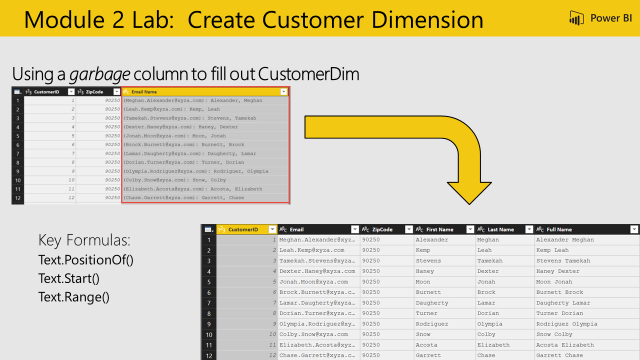 Module 2 Lab:  Create Customer Dimension
Power BI
Using a garbage column to fill out CustomerDim
CustomerID ZipCode Email Name
1 1 90250 (Meghan.Alexander@xyza.com): Alexander, Meghan
2 2 90250 (Leah.Kemp@xyza.com): Kemp, Leah
3 3 90250 (Tamekah.Stevens@xyza.com): Stevens, Tamekah
4 4 90250 (Dexter.Haney@xyza.com): Haney, Dexter
5 5 90250 (Jonah.Moon@xyza.com): Moon, Jonah
6 6 90250 (Brock.Burnett@xyza.com): Burnett, Brock
7 7 90250 (Lamar.Daugherty@xyza.com): Daugherty, Lamar
8 8 90250 (Dorian.Turner@xyza.com): Turner, Dorian
9 9 90250 (Olympia.Rodriguez@xyza.com): Rodriguez, Olympia
10 10 90250 (Colby.Snow@xyza.com): Snow, Colby
11 11 90250 (Elizabeth.Acosta@xyza.com): Acosta, Elizabeth
12 12 90250 (Chase.Garrett@xyza.com): Garrett, Chase
Key Formulas:
Text.PositionOf()
Text.Start()
Text.Range()
CustomerID Email ZipCode First Name Last Name Full Name
1 1 Meghan.Alexander@xyz... 90250 Alexander Meghan Alexander Meghan
2 2 Leah.Kemp@xyza.com 90250 Kemp Leah Kemp Leah
3 3 Tamekah.Stevens@xyza... 90250 Stevens Tamekah Stevens Tamekah
4 4 Dexter.Haney@xyza.com 90250 Haney Dexter Haney Dexter
5 5 Jonah.Moon@xyza.com 90250 Moon Jonah Moon Jonah
6 6 Brock.Burnett@xyza.c... 90250 Burnett Brock Burnett Brock
7 7 Lamar.Daugherty@xyza... 90250 Daugherty Lamar Daugherty Lamar
8 8 Dorian.Turner@xyza.c... 90250 Turner Dorian Turner Dorian
9 9 Olympia.Rodriguez@xy... 90250 Rodriguez Olympia Rodriguez Olympia
10 10 Colby.Snow@xyza.com 90250 Snow Colby Snow Colby
11 11 Elizabeth.Acosta@xyz... 90250 Acosta Elizabeth Acosta Elizabeth
12 12 Chase.Garrett@xyza.c... 90250 Garrett Chase Garrett Chase